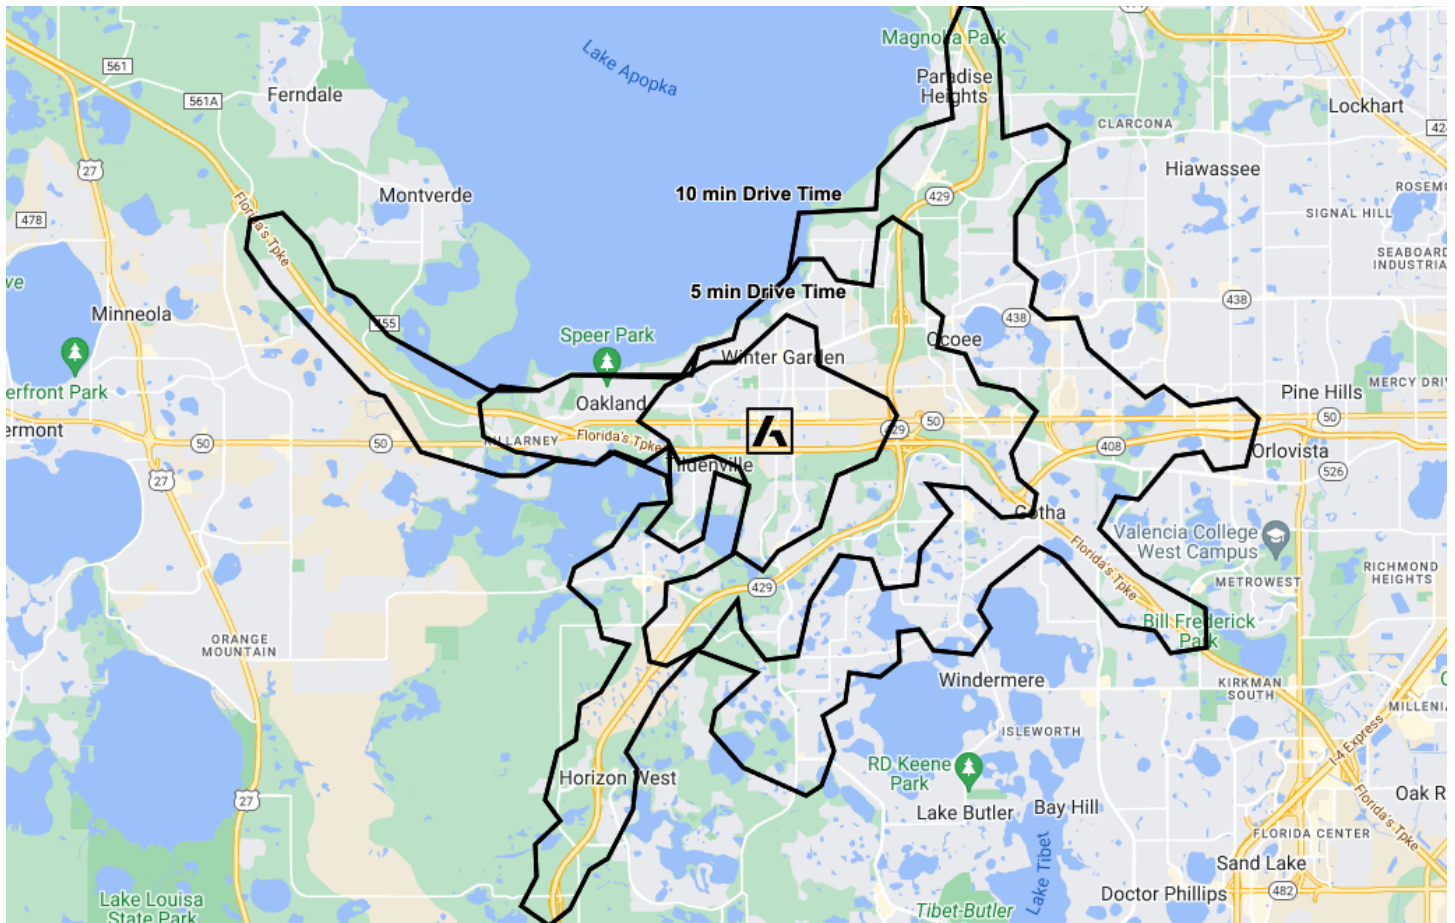 Magnolia Park
Lake Apopka
561
Paradise
Heights
Ferndale
561A
Lockhart
CLARCONA
424
27
Hiawassee
Montverde
10 min Drive Time
429
ROSEMO
478
Florida's Tpke
SIGNAL HILL
SEABOARD
INDUSTRIA
ve
5 min Drive Time
438
Minneola
455
438
Speer Park
Ocoee
Winter Garden
erfront Park
Oakland
Pine Hills
MERCY DRIV
50
50
ermont
50
50
KILLARNEY
Florida's Tpke
429
408
Orlovista
27
Tildenville
526
Gotha
Valencia College
West Campus
Florida's Tpke
RICHMOND
HEIGHTS
METROWEST
429
Bill Frederick
Park
ORANGE
MOUNTAIN
Windermere
KIRKMAN
SOUTH
MILLENIA
ISLEWORTH
I-4 Express
Horizon West
RD Keene
Park
27
Lake Butler
Bay Hill
Oak R
Florida's Tpke
FLORIDA CENTER
Lake Tibet
Sand Lake
Lake Louisa
State Park
Doctor Phillips
482
Tibet-Butler